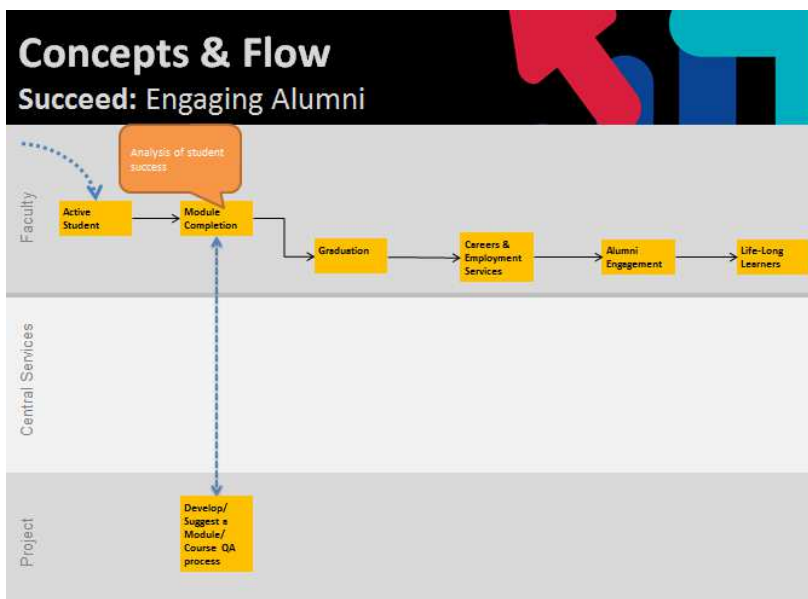 Concepts & Flow
Succeed: Engaging Alumni
Faculty
Analysis of student
success
Active
Student
Module
Completion
Graduation
Careers &
Employment
Services
Alumni
Engagement
Life-Long
Learners
Central Services
Project
Develop/
Suggest a
Module/
Course QA
process